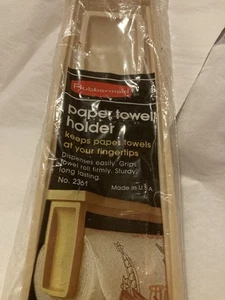 Rubbermaid
paper towel
holder
keeps paper towels
at your fingertips
Dispenses easily. Grips
towel roll firmly. Sturdy,
long lasting.
No. 2361
Made in U.S.A.